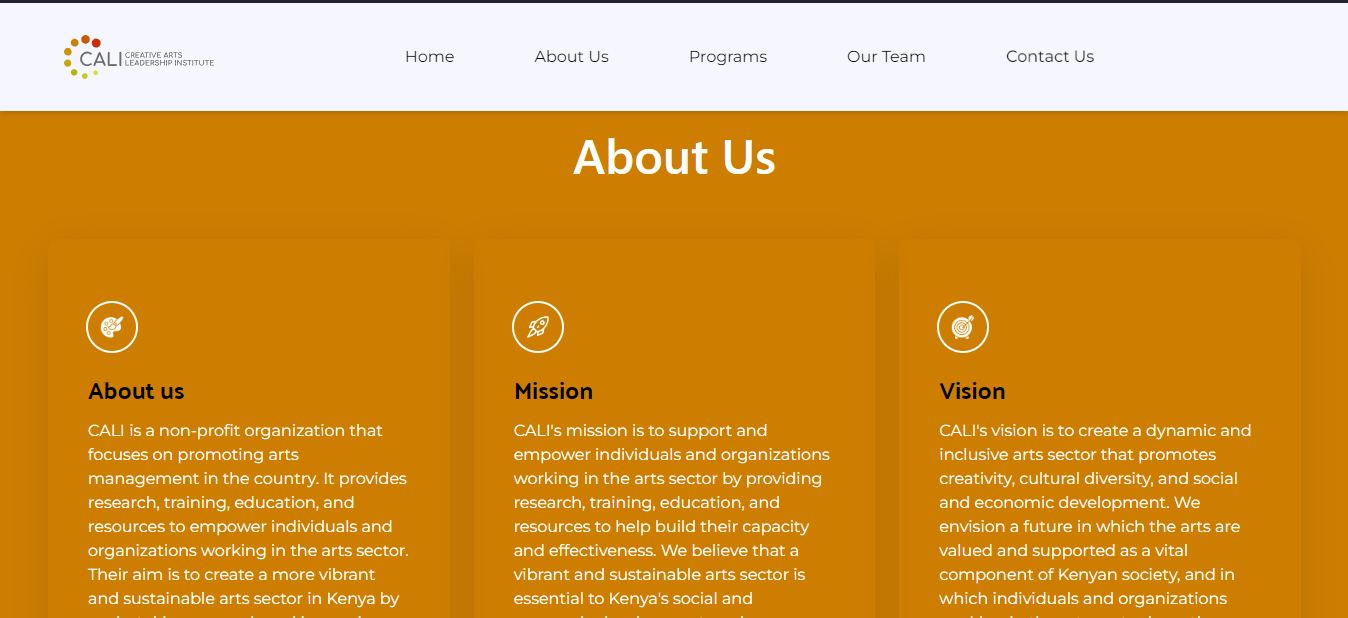 CALI CREATIVE ARTS
LEADERSHIP INSTITUTE
Home About Us Programs Our Team Contact Us
About Us
About us
CALI is a non-profit organization that
focuses on promoting arts
management in the country. It provides
research, training, education, and
resources to empower individuals and
organizations working in the arts sector.
Their aim is to create a more vibrant
and sustainable arts sector in Kenya by
Mission
CALI's mission is to support and
empower individuals and organizations
working in the arts sector by providing
research, training, education, and
resources to help build their capacity
and effectiveness. We believe that a
vibrant and sustainable arts sector is
essential to Kenya's social and
Vision
CALI's vision is to create a dynamic and
inclusive arts sector that promotes
creativity, cultural diversity, and social
and economic development. We
envision a future in which the arts are
valued and supported as a vital
component of Kenyan society, and in
which individuals and organizations